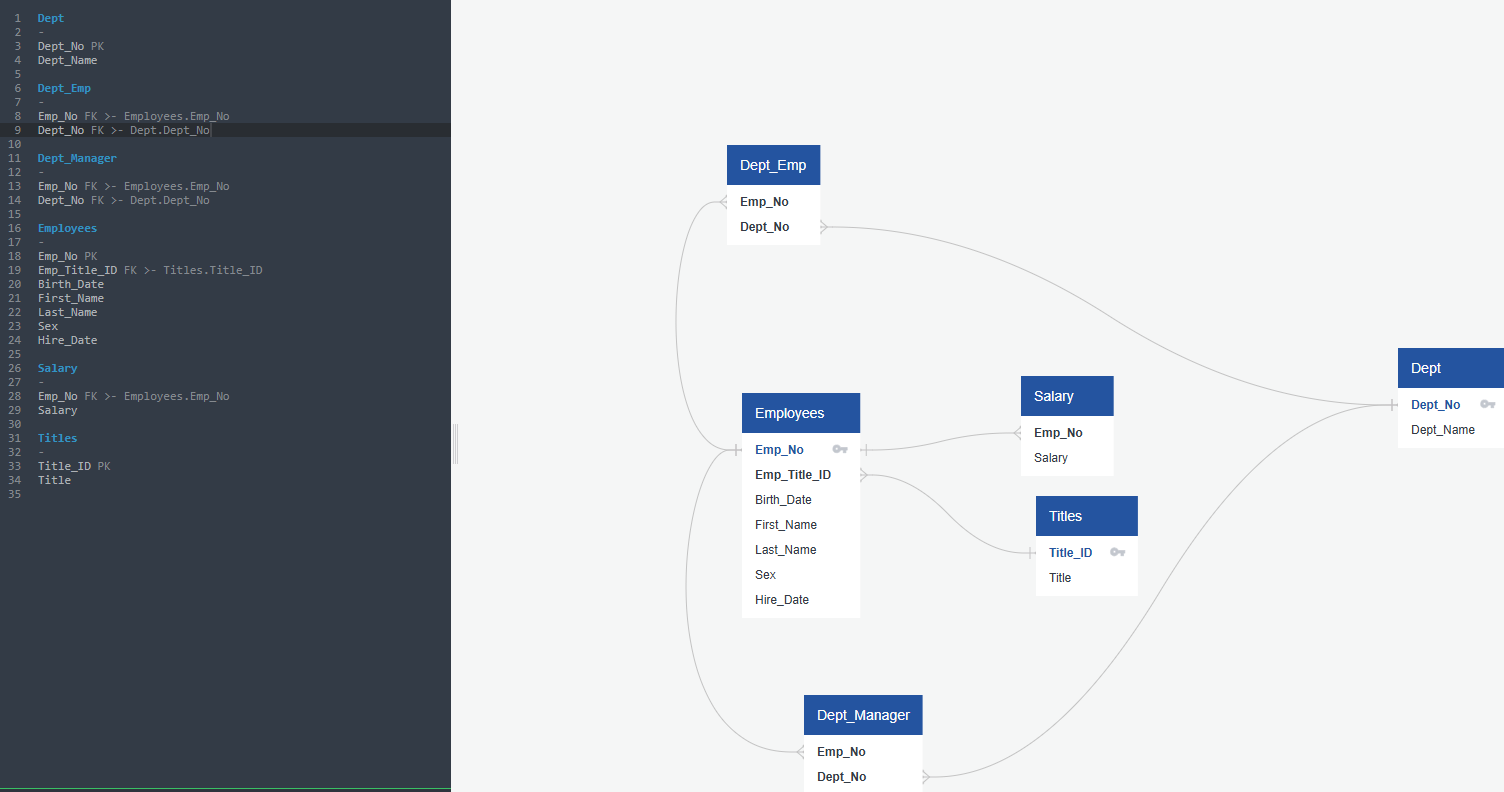 1 Dept
2 -
3 Dept_No PK
4 Dept_Name
5
6 Dept_Emp
7 -
8 Emp_No FK >- Employees.Emp_No
9 Dept_No FK >- Dept.Dept_No
10
11 Dept_Manager
12 -
13 Emp_No FK >- Employees.Emp_No
14 Dept_No FK >- Dept.Dept_No
15
16 Employees
17 -
18 Emp_No PK
19 Emp_Title_ID FK >- Titles.Title_ID
20 Birth_Date
21 First_Name
22 Last_Name
23 Sex
24 Hire_Date
25
26 Salary
27 -
28 Emp_No FK >- Employees.Emp_No
29 Salary
30
31 Titles
32 -
33 Title_ID PK
34 Title
35
Dept_Emp
Emp_No
Dept_No
Employees
Emp_No
Emp_Title_ID
Birth_Date
First_Name
Last_Name
Sex
Hire_Date
Salary
Emp_No
Salary
Titles
Title_ID
Title
Dept
Dept_No
Dept_Name
Dept_Manager
Emp_No
Dept_No